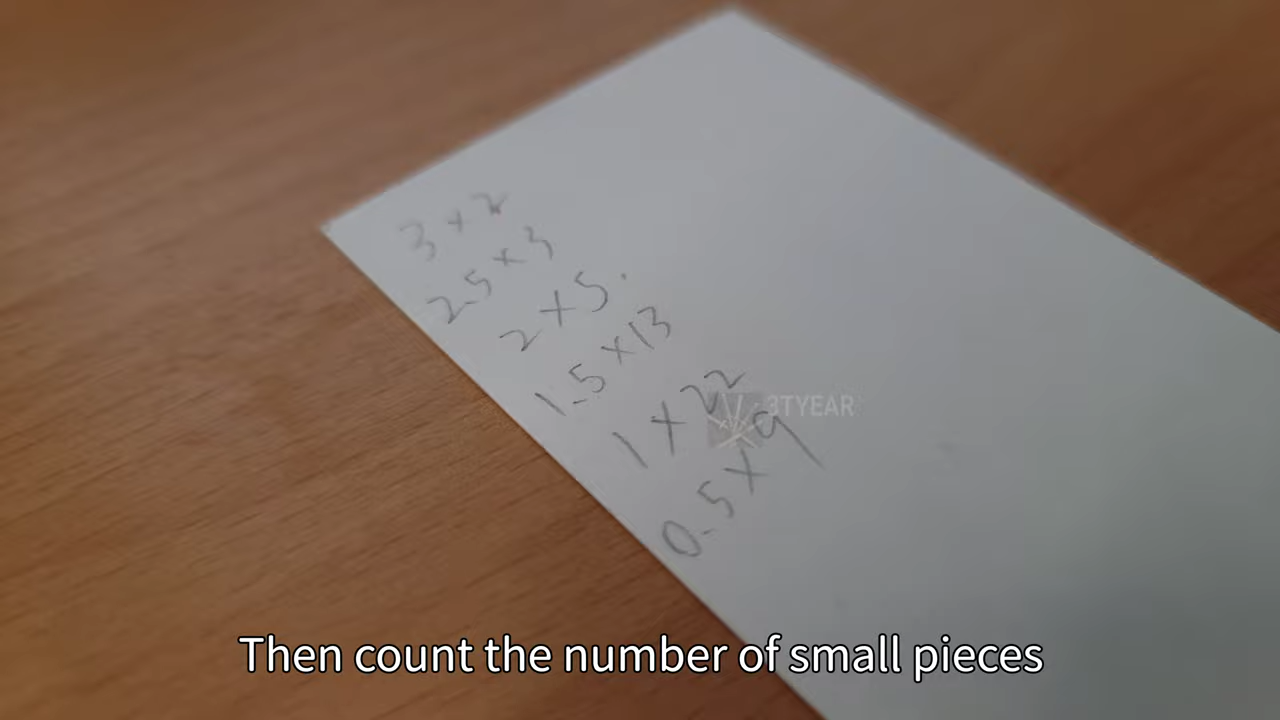 3 x 2
2.5 x 3
2 x 5.
1.5 x 13
1 x 22
0.5 x 9
3TYEAR
Then count the number of small pieces